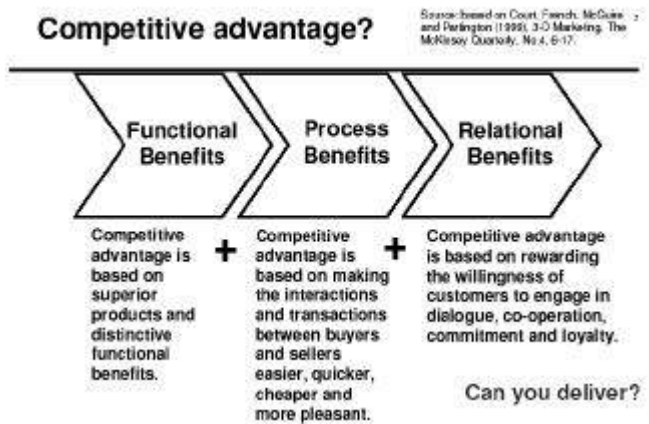 Competitive advantage?
Source: based on Court, French, McGuire
and Partington (1999), 3-D Marketing, The
McKinsey Quarterly, No.4, 6-17.
Functional
Benefits
Process
Benefits
Relational
Benefits
Competitive
advantage is
based on
superior
products and
distinctive
functional
benefits.
+
Competitive
advantage is
based on making
the interactions
and transactions
between buyers
and sellers
easier, quicker,
cheaper and
more pleasant.
+
Competitive advantage
is based on rewarding
the willingness of
customers to engage in
dialogue, co-operation,
commitment and loyalty.
Can you deliver?